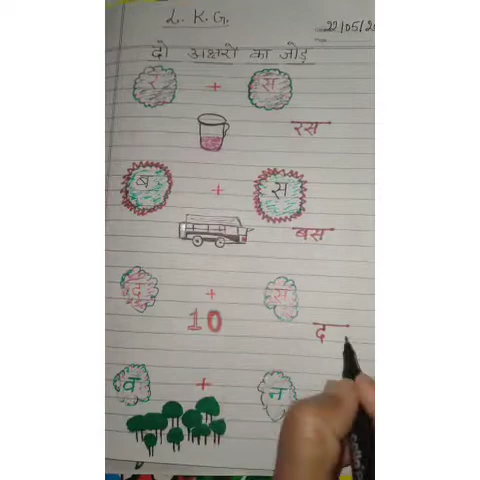 L. K. G.
22/05/2
दो अक्षरो का जोड़
र + स
रस
ब + स
बस
द + स
10
द
व + न